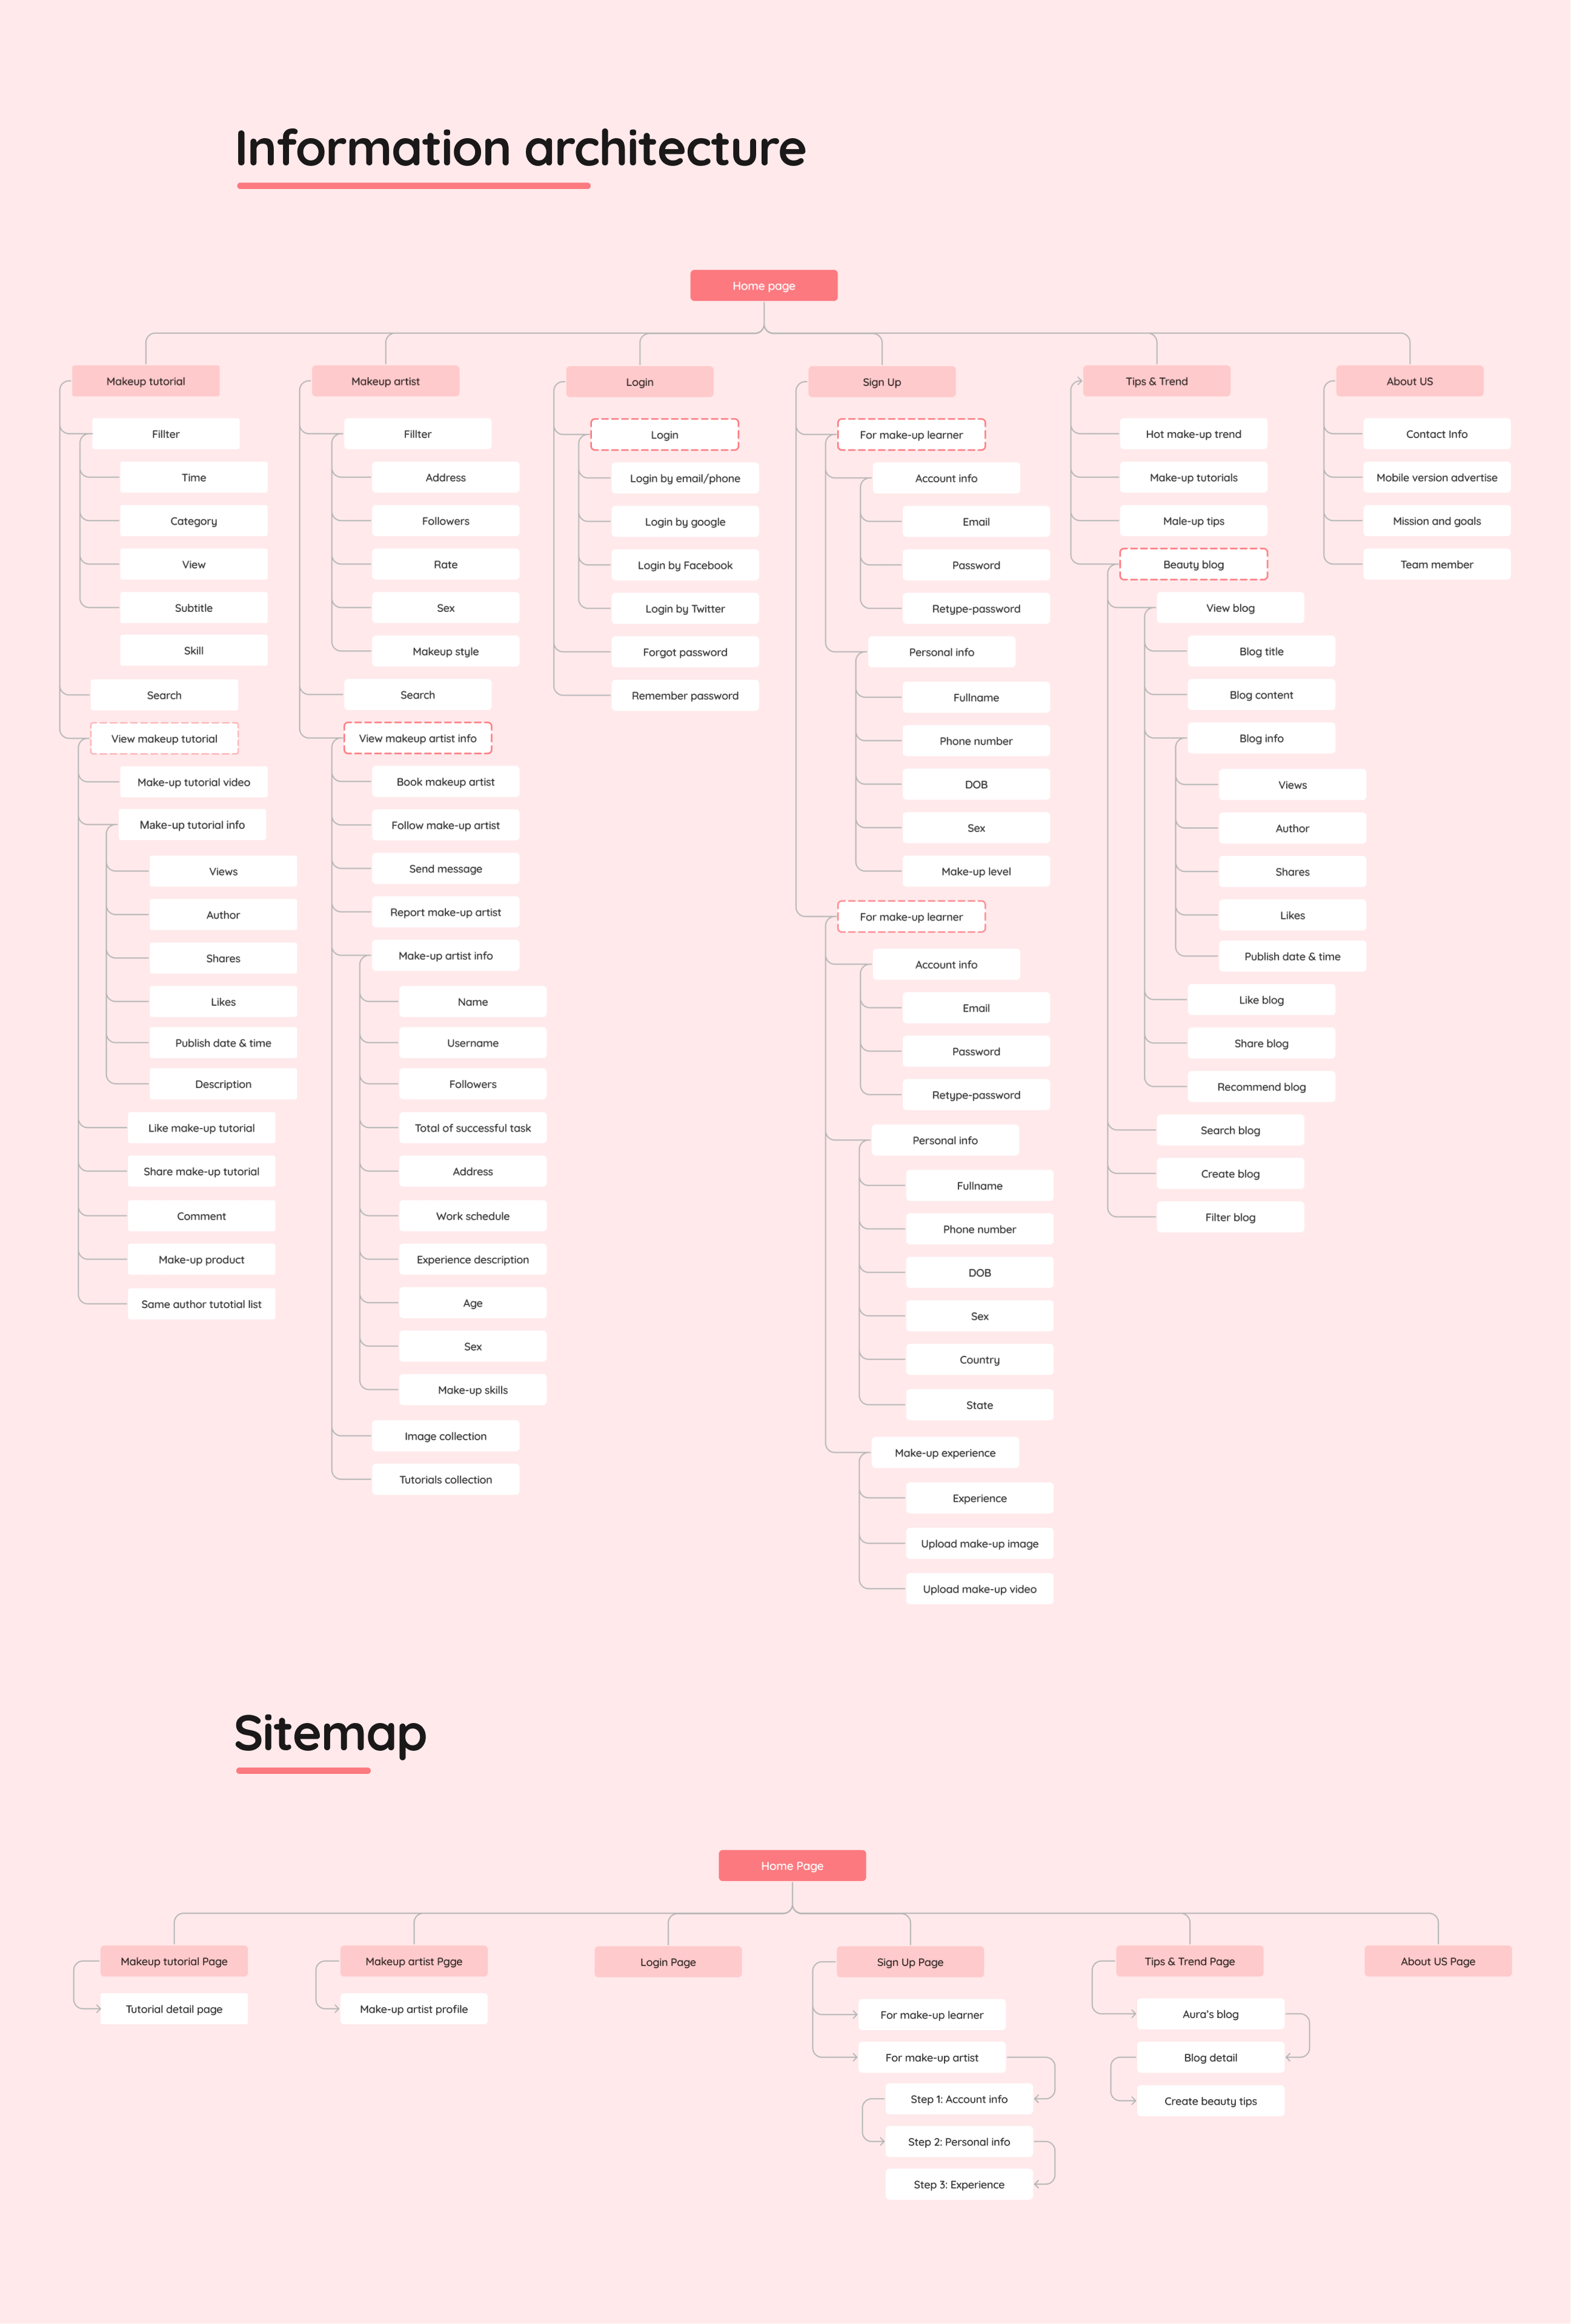 Information architecture
Home page
Makeup tutorial
Fillter
Time
Category
View
Subtitle
Skill
Search
View makeup tutorial
Make-up tutorial video
Make-up tutorial info
Views
Author
Shares
Likes
Publish date & time
Description
Like make-up tutorial
Share make-up tutorial
Comment
Make-up product
Same author tutotial list
Makeup artist
Fillter
Address
Followers
Rate
Sex
Makeup style
Search
View makeup artist info
Book makeup artist
Follow make-up artist
Send message
Report make-up artist
Make-up artist info
Name
Username
Followers
Total of successful task
Address
Work schedule
Experience description
Age
Sex
Make-up skills
Image collection
Tutorials collection
Login
Login
Login by email/phone
Login by google
Login by Facebook
Login by Twitter
Forgot password
Remember password
Sign Up
For make-up learner
Account info
Email
Password
Retype-password
Personal info
Fullname
Phone number
DOB
Sex
Make-up level
For make-up learner
Account info
Email
Password
Retype-password
Personal info
Fullname
Phone number
DOB
Sex
Country
State
Make-up experience
Experience
Upload make-up image
Upload make-up video
Tips & Trend
Hot make-up trend
Make-up tutorials
Male-up tips
Beauty blog
View blog
Blog title
Blog content
Blog info
Views
Author
Shares
Likes
Publish date & time
Like blog
Share blog
Recommend blog
Search blog
Create blog
Filter blog
About US
Contact Info
Mobile version advertise
Mission and goals
Team member
Sitemap
Home Page
Makeup tutorial Page
Tutorial detail page
Makeup artist Pgge
Make-up artist profile
Login Page
Sign Up Page
For make-up learner
For make-up artist
Step 1: Account info
Step 2: Personal info
Step 3: Experience
Tips & Trend Page
Aura's blog
Blog detail
Create beauty tips
About US Page